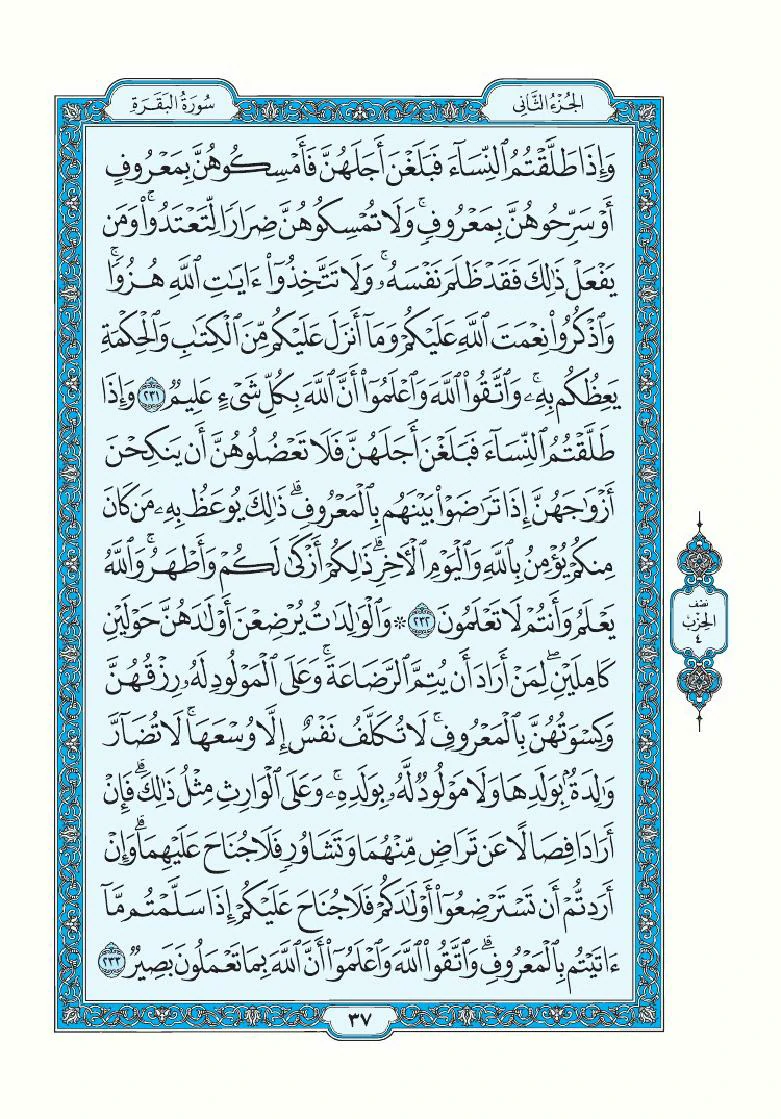 الجُزْءُ الثَّانِي
سُورَةُ البَقَرَةِ
وَإِذَا طَلَّقْتُمُ ٱلنِّسَآءَ فَبَلَغْنَ أَجَلَهُنَّ فَأَمْسِكُوهُنَّ بِمَعْرُوفٍ
أَوْ سَرِّحُوهُنَّ بِمَعْرُوفٍۚ وَلَا تُمْسِكُوهُنَّ ضِرَارًا لِّتَعْتَدُوا۟ۚ وَمَن
يَفْعَلْ ذَٰلِكَ فَقَدْ ظَلَمَ نَفْسَهُۥۚ وَلَا تَتَّخِذُوٓا۟ ءَايَٰتِ ٱللَّهِ هُزُوًاۚ
وَٱذْكُرُوا۟ نِعْمَتَ ٱللَّهِ عَلَيْكُمْ وَمَآ أَنزَلَ عَلَيْكُم مِّنَ ٱلْكِتَٰبِ وَٱلْحِكْمَةِ
يَعِظُكُم بِهِۦۚ وَٱتَّقُوا۟ ٱللَّهَ وَٱعْلَمُوٓا۟ أَنَّ ٱللَّهَ بِكُلِّ شَىْءٍ عَلِيمٌ ٢٣١ وَإِذَا
طَلَّقْتُمُ ٱلنِّسَآءَ فَبَلَغْنَ أَجَلَهُنَّ فَلَا تَعْضُلُوهُنَّ أَن يَنكِحْنَ
أَزْوَٰجَهُنَّ إِذَا تَرَٰضَوْا۟ بَيْنَهُم بِٱلْمَعْرُوفِۗ ذَٰلِكَ يُوعَظُ بِهِۦ مَن كَانَ
مِنكُمْ يُؤْمِنُ بِٱللَّهِ وَٱلْيَوْمِ ٱلْءَاخِرِۗ ذَٰلِكُمْ أَزْكَىٰ لَكُمْ وَأَطْهَرُۚ وَٱللَّهُ
يَعْلَمُ وَأَنتُمْ لَا تَعْلَمُونَ ٢٣٢ ۞ وَٱلْوَٰلِدَٰتُ يُرْضِعْنَ أَوْلَٰدَهُنَّ حَوْلَيْنِ
كَامِلَيْنِۖ لِمَنْ أَرَادَ أَن يُتِمَّ ٱلرَّضَاعَةَۚ وَعَلَى ٱلْمَوْلُودِ لَهُۥ رِزْقُهُنَّ
وَكِسْوَتُهُنَّ بِٱلْمَعْرُوفِۚ لَا تُكَلَّفُ نَفْسٌ إِلَّا وُسْعَهَاۚ لَا تُضَآرَّ
وَٰلِدَةٌۢ بِوَلَدِهَا وَلَا مَوْلُودٌ لَّهُۥ بِوَلَدِهِۦۚ وَعَلَى ٱلْوَارِثِ مِثْلُ ذَٰلِكَۗ فَإِنْ
أَرَادَا فِصَالًا عَن تَرَاضٍ مِّنْهُمَا وَتَشَاوُرٍ فَلَا جُنَاحَ عَلَيْهِمَاۗ وَإِنْ
أَرَدتُّمْ أَن تَسْتَرْضِعُوٓا۟ أَوْلَٰدَكُمْ فَلَا جُنَاحَ عَلَيْكُمْ إِذَا سَلَّمْتُم مَّآ
ءَاتَيْتُم بِٱلْمَعْرُوفِۗ وَٱتَّقُوا۟ ٱللَّهَ وَٱعْلَمُوٓا۟ أَنَّ ٱللَّهَ بِمَا تَعْمَلُونَ بَصِيرٌ ٢٣٣
نصف
الحِزْب
٤
٣٧